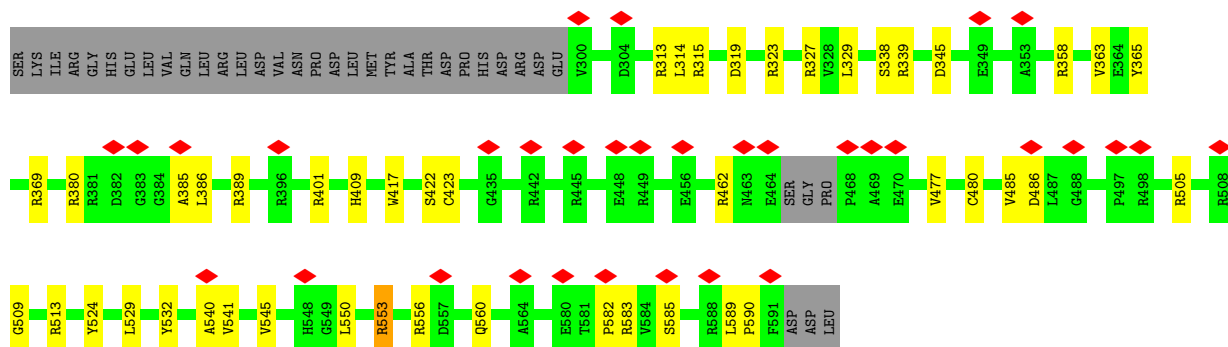 SER LYS ILE ARG GLY HIS GLU LEU VAL GLN LEU ARG LEU ASP VAL ASN PRO ASP LEU MET TYR ALA THR ASP PRO HIS ASP ARG ASP GLU V300 D304 R313 L314 R315 D319 R323 R327 V328 L329 S338 R339 D345 E349 A353 R358 V363 E364 Y365
R369 R380 R381 D382 G383 G384 A385 L386 R389 R396 R401 H409 W417 S422 C423 G435 R442 R445 E448 R449 E456 R462 N463 E464 SER GLY PRO P468 A469 E470 V477 C480 V485 D486 L487 G488 P497 R498 R505 R508
G509 R513 Y524 L529 Y532 A540 V541 V545 H548 G549 L550 R553 R556 D557 Q560 A564 E580 T581 P582 R583 V584 S585 R588 L589 P590 F591 ASP ASP LEU